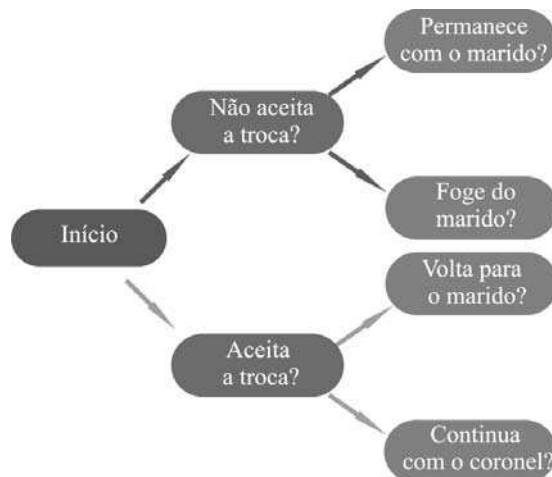 Permanece
com o marido?
Não aceita
a troca?
Foge do
marido?
Início
Volta para
o marido?
Aceita
a troca?
Continua
com o coronel?